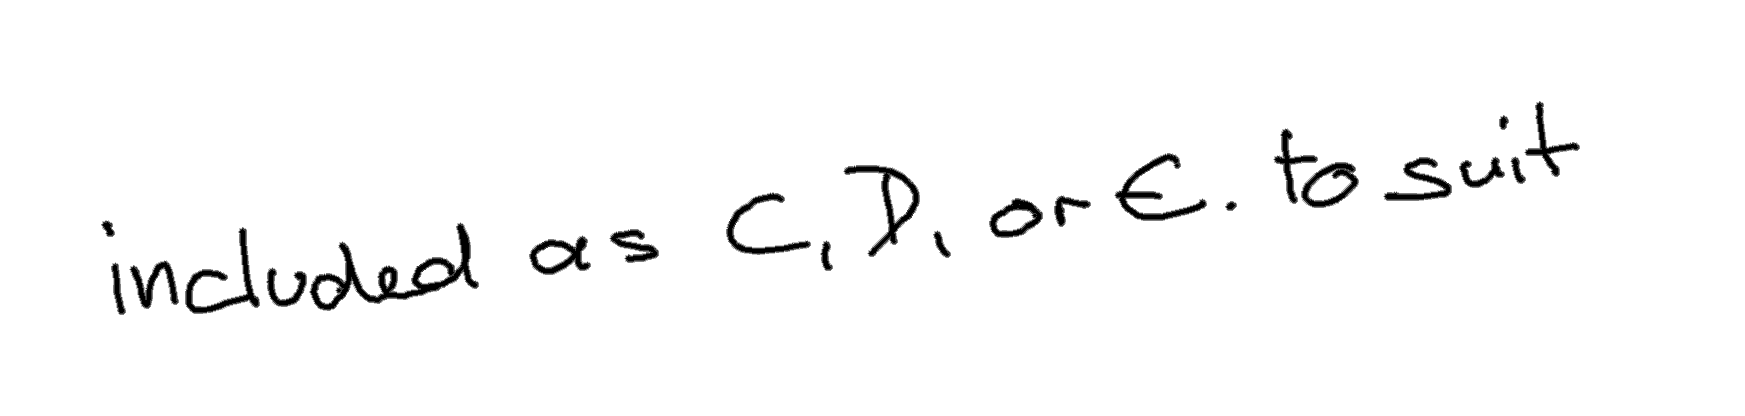 included as C, D, or E. to suit